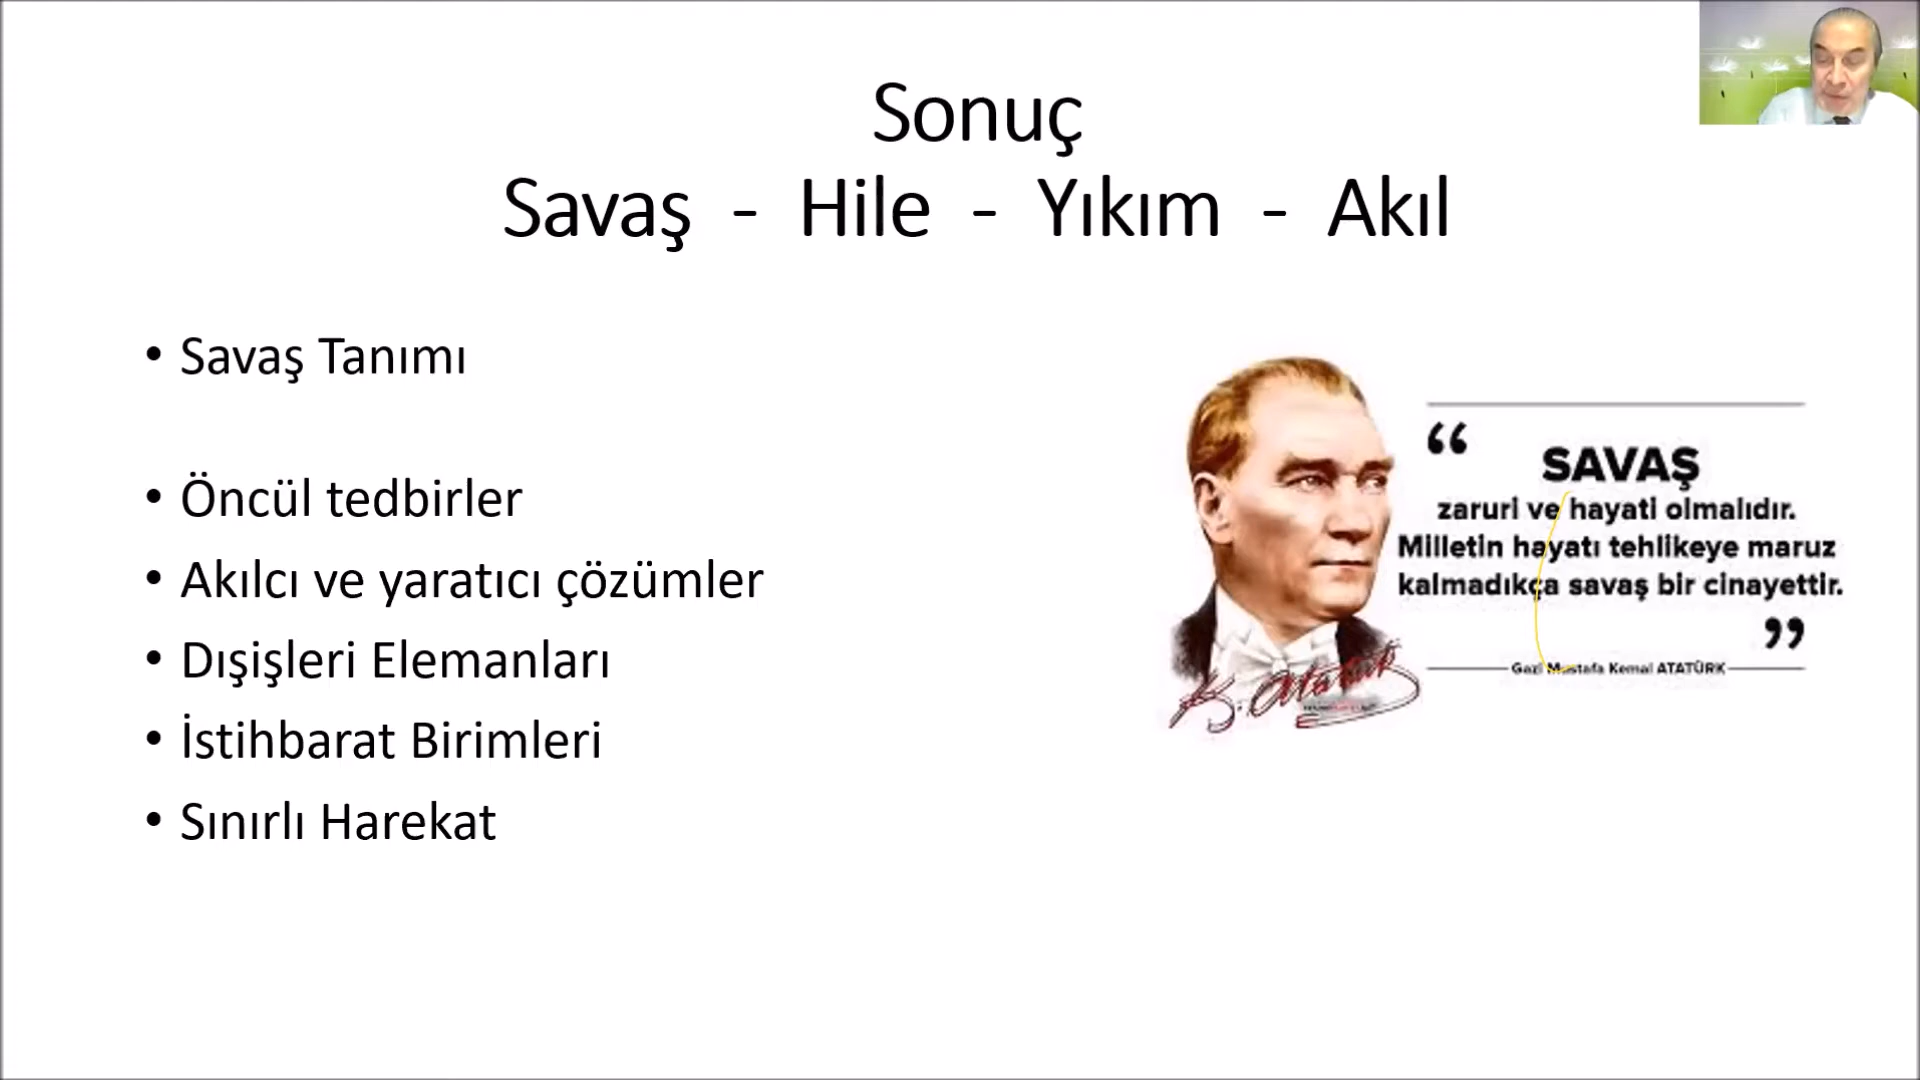 Sonuç
Savaş - Hile - Yıkım - Akıl
• Savaş Tanımı
• Öncül tedbirler
• Akılcı ve yaratıcı çözümler
• Dışişleri Elemanları
• İstihbarat Birimleri
• Sınırlı Harekat
“
SAVAŞ
zaruri ve hayati olmalıdır.
Milletin hayatı tehlikeye maruz
kalmadıkça savaş bir cinayettir.
”
Gazi Mustafa Kemal ATATÜRK
K. Atatürk